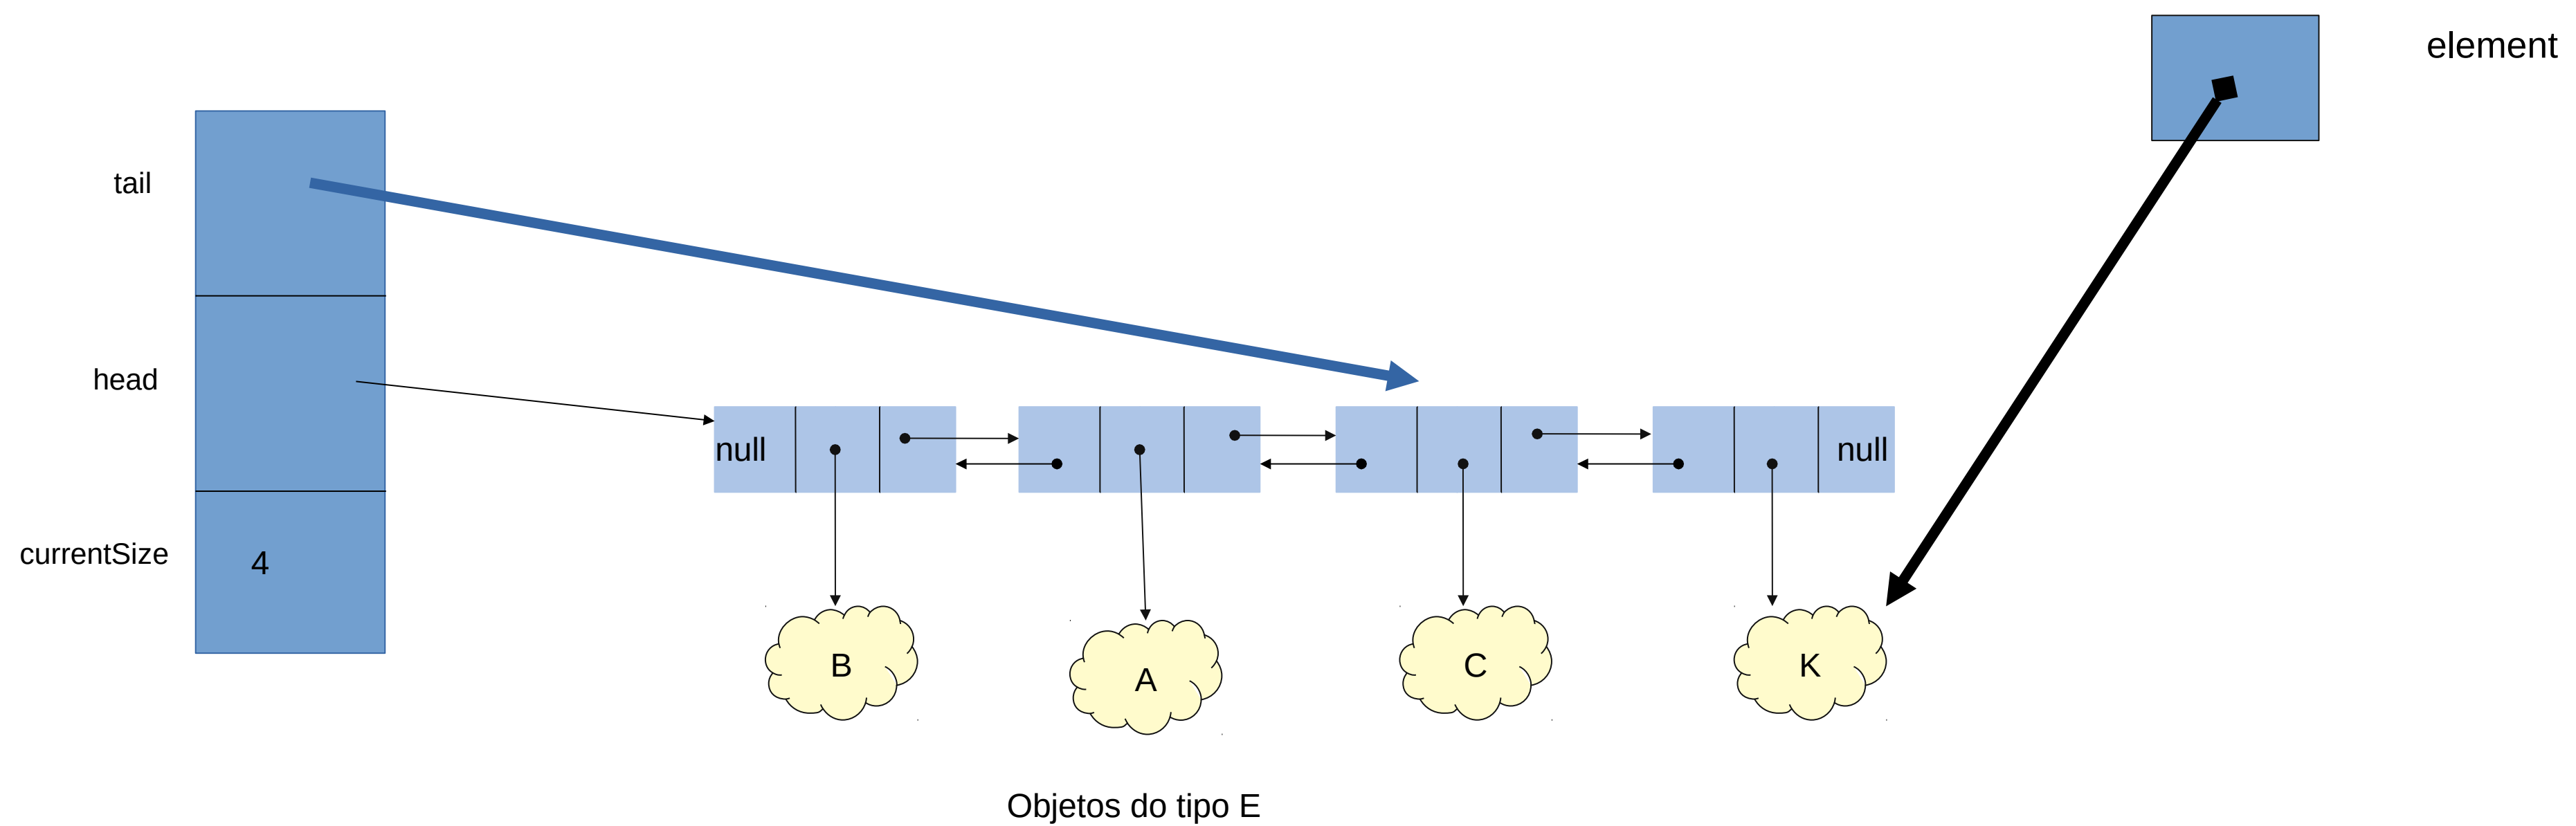 element
tail
head
null
null
currentSize
4
B
A
C
K
Objetos do tipo E